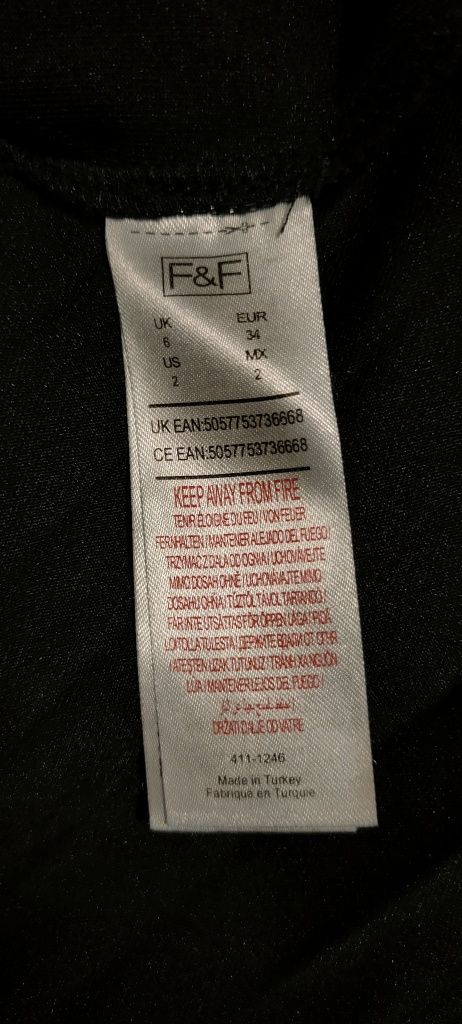 F&F
UK EUR
6 34
US MX
2 2
UK EAN:5057753736668
CE EAN:5057753736668
KEEP AWAY FROM FIRE
TENIR ÉLOIGNÉ DU FEU / VON FEUER
FERNHALTEN / MANTENER ALEJADO DEL FUEGO/
TRZYMAĆ Z DALA OD OGNIA / UCHOVÁVEJTE
MIMO DOSAH OHNĚ / UCHOVÁVAJTE MIMO
DOSAHU OHŇA / TŰZTŐL TÁVOL TARTANDÓ /
FÅR INTE UTSÄTTAS FÖR ÖPPEN LÅGA / PIDÄ
LOITOLLA TULESTA / ДЕРЖИТЕ ВДАЛИ ОТ ОГНЯ
/ ATEŞTEN UZAK TUTUNUZ / TRÁNH XA NGUỒN
LỬA / MANTENER LEJOS DEL FUEGO /
DRŽATI DALJE OD VATRE
411-1246
Made in Turkey
Fabriqué en Turquie